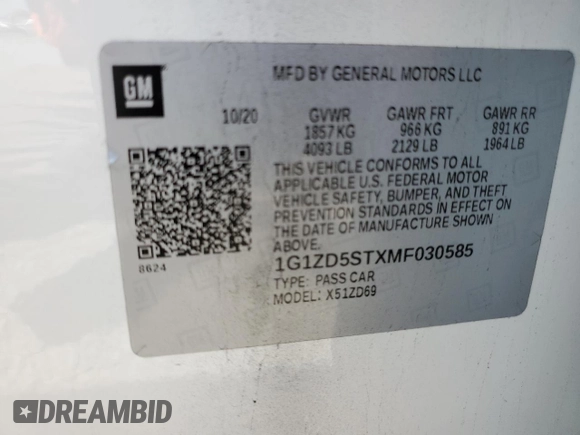 GM
MFD BY GENERAL MOTORS LLC
10/20 GVWR GAWR FRT GAWR RR
1857 KG 966 KG 891 KG
4093 LB 2129 LB 1964 LB
THIS VEHICLE CONFORMS TO ALL
APPLICABLE U.S. FEDERAL MOTOR
VEHICLE SAFETY, BUMPER, AND THEFT
PREVENTION STANDARDS IN EFFECT ON
THE DATE OF MANUFACTURE SHOWN
ABOVE.
8624
1G1ZD5STXMF030585
TYPE: PASS CAR
MODEL: X51ZD69
DREAMBID